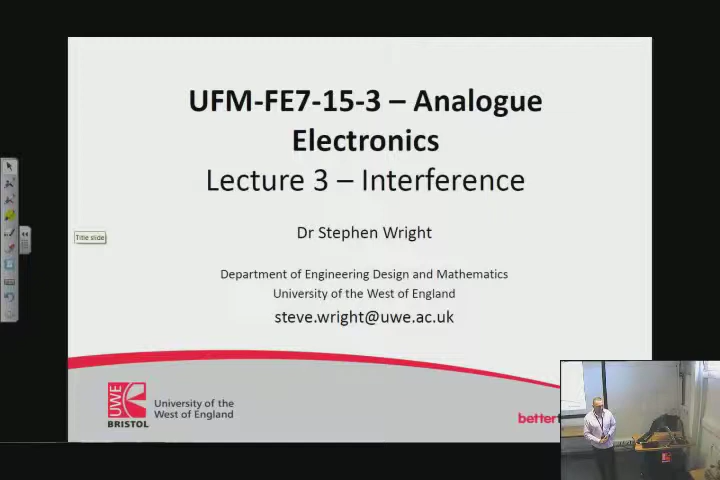 UFM-FE7-15-3 – Analogue
Electronics
Lecture 3 – Interference
Dr Stephen Wright
Title slide
Department of Engineering Design and Mathematics
University of the West of England
steve.wright@uwe.ac.uk
UWE
BRISTOL
University of the
West of England